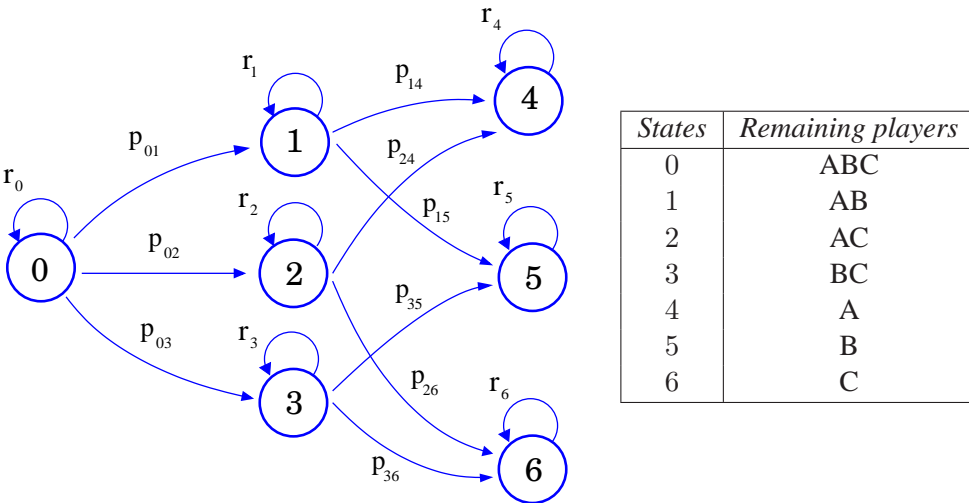 r₀
0
p₀₁
p₀₂
p₀₃
r₁
1
r₂
2
r₃
3
p₁₄
p₂₄
p₁₅
p₃₅
p₂₆
p₃₆
r₄
4
r₅
5
r₆
6
States Remaining players
0 ABC
1 AB
2 AC
3 BC
4 A
5 B
6 C